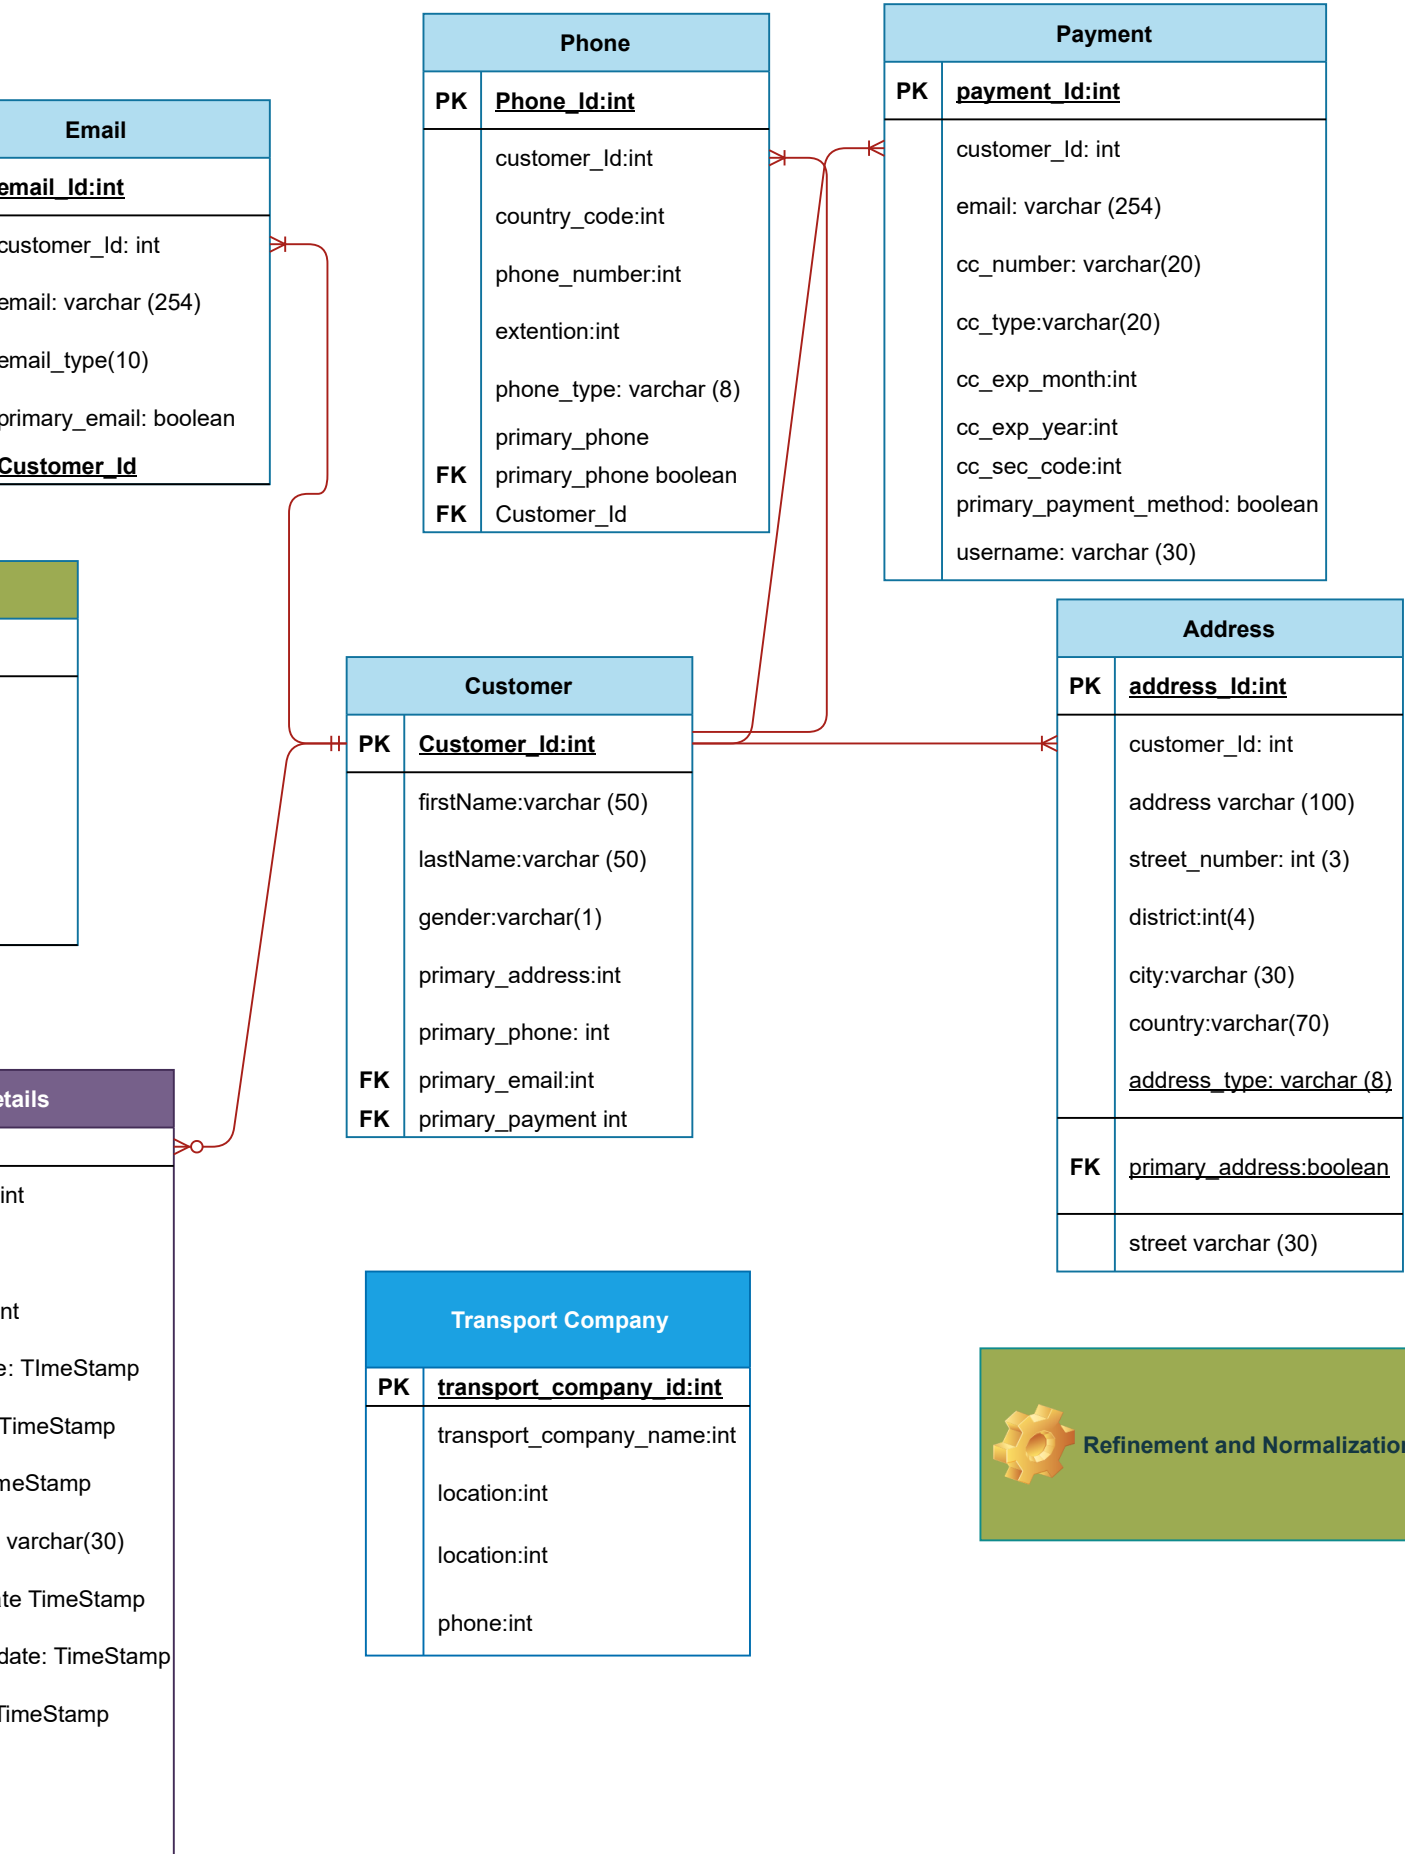 Email
email_Id:int
customer_Id: int
email: varchar (254)
email_type(10)
primary_email: boolean
Customer_Id
Phone
PK Phone_Id:int
customer_Id:int
country_code:int
phone_number:int
extention:int
phone_type: varchar (8)
primary_phone
FK primary_phone boolean
FK Customer_Id
Payment
PK payment_Id:int
customer_Id: int
email: varchar (254)
cc_number: varchar(20)
cc_type:varchar(20)
cc_exp_month:int
cc_exp_year:int
cc_sec_code:int
primary_payment_method: boolean
username: varchar (30)
Customer
PK Customer_Id:int
firstName:varchar (50)
lastName:varchar (50)
gender:varchar(1)
primary_address:int
primary_phone: int
FK primary_email:int
FK primary_payment int
Address
PK address_Id:int
customer_Id: int
address varchar (100)
street_number: int (3)
district:int(4)
city:varchar (30)
country:varchar(70)
address_type: varchar (8)
FK primary_address:boolean
street varchar (30)
etails
int
nt
e: TImeStamp
TimeStamp
meStamp
varchar(30)
te TimeStamp
date: TimeStamp
TimeStamp
Transport Company
PK transport_company_id:int
transport_company_name:int
location:int
location:int
phone:int
Refinement and Normalization